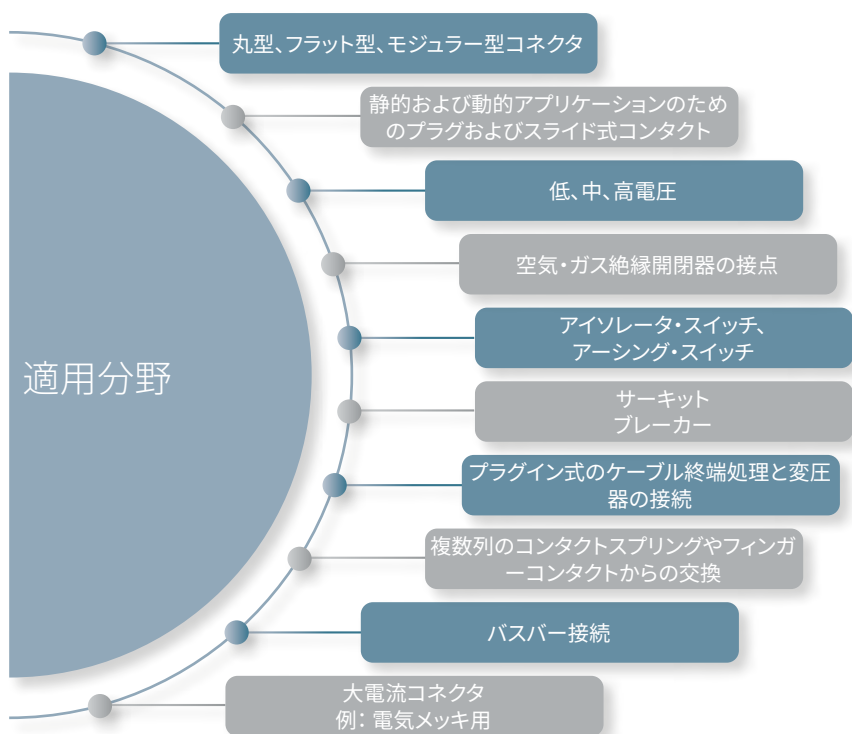 丸型、フラット型、モジュラー型コネクタ
静的および動的アプリケーションのため
のプラグおよびスライド式コンタクト
低、中、高電圧
空気・ガス絶縁開閉器の接点
アイソレータ・スイッチ、
アーシング・スイッチ
適用分野
サーキット
ブレーカー
プラグイン式のケーブル終端処理と変圧
器の接続
複数列のコンタクトスプリングやフィンガ
ーコンタクトからの交換
バスバー接続
大電流コネクタ
例： 電気メッキ用